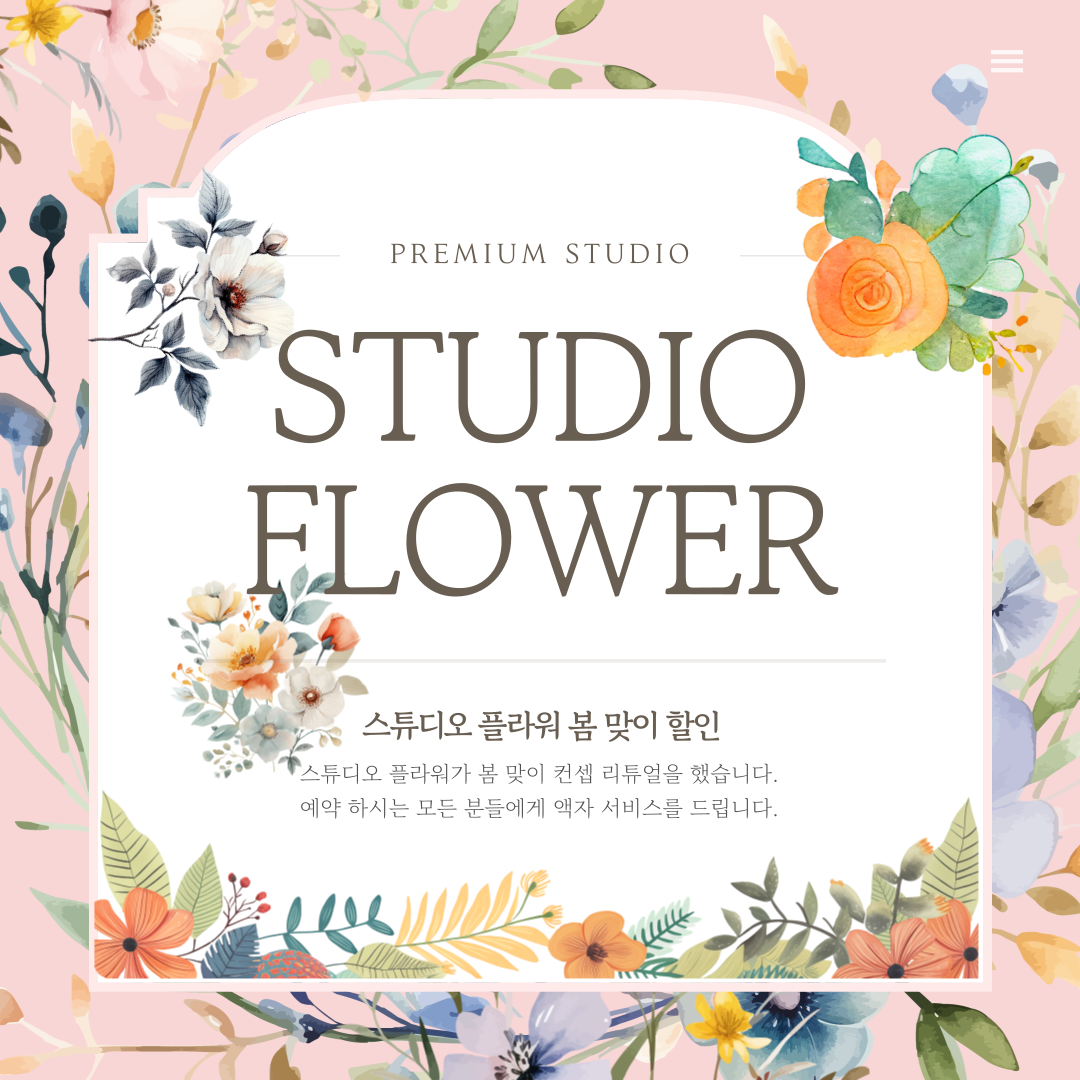 PREMIUM STUDIO
STUDIO
FLOWER
스튜디오 플라워 봄 맞이 할인
스튜디오 플라워가 봄 맞이 컨셉 리튜얼을 했습니다.
예약 하시는 모든 분들에게 액자 서비스를 드립니다.